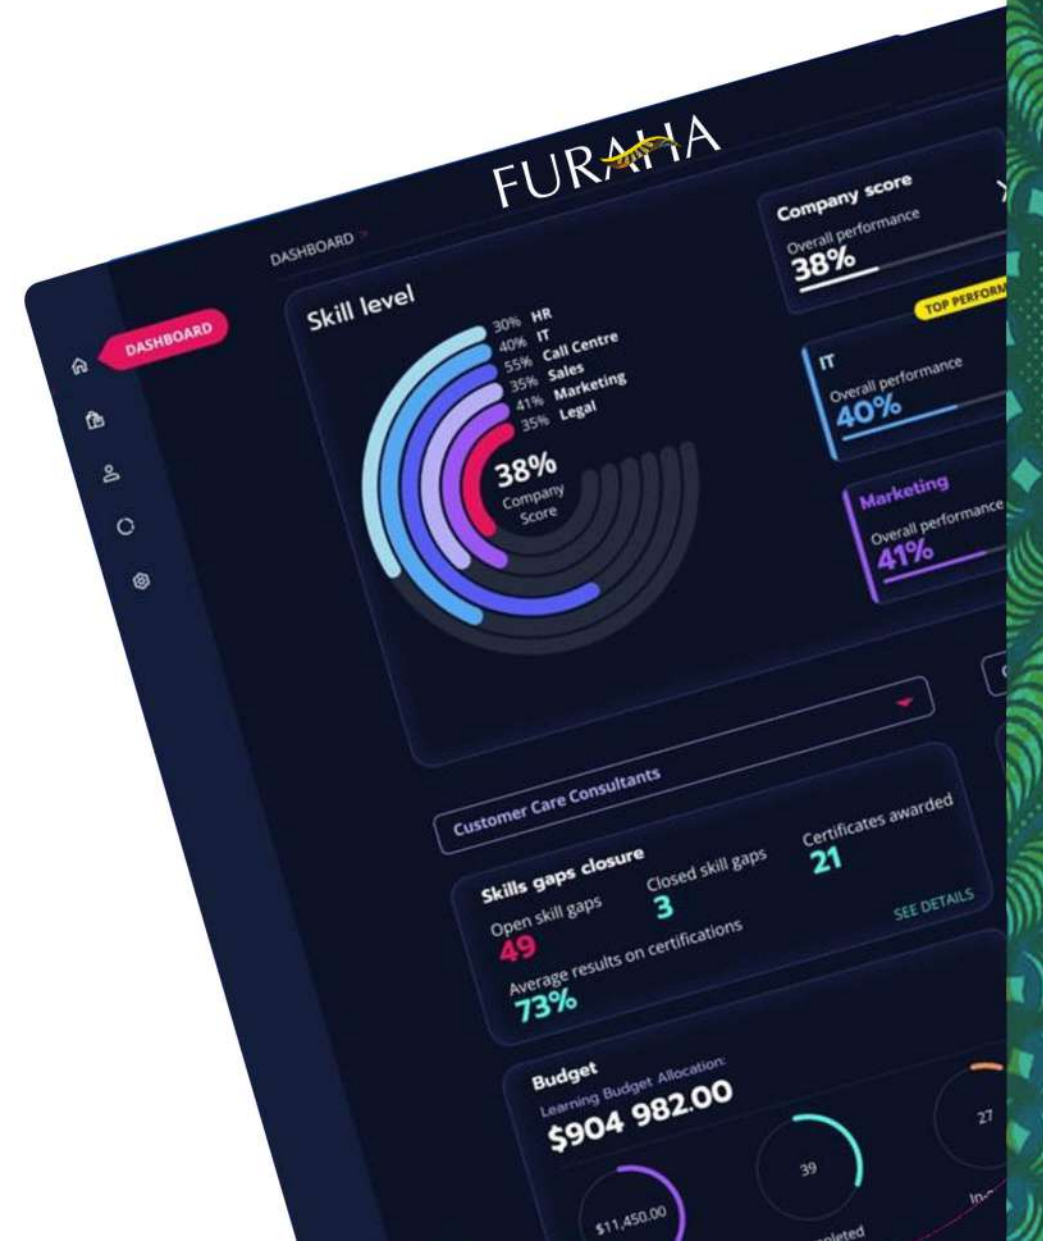 FURAHA
DASHBOARD >
DASHBOARD
Skill level
30% HR
40% IT
55% Call Centre
35% Sales
41% Marketing
35% Legal
38%
Company
Score
Company score
Overall performance
38%
TOP PERFORM
IT
Overall performance
40%
Marketing
Overall performance
41%
Customer Care Consultants
Skills gaps closure
Open skill gaps
49
Closed skill gaps
3
Certificates awarded
21
Average results on certifications
73%
SEE DETAILS
Budget
Learning Budget Allocation:
$904 982.00
$11,450.00
39
27